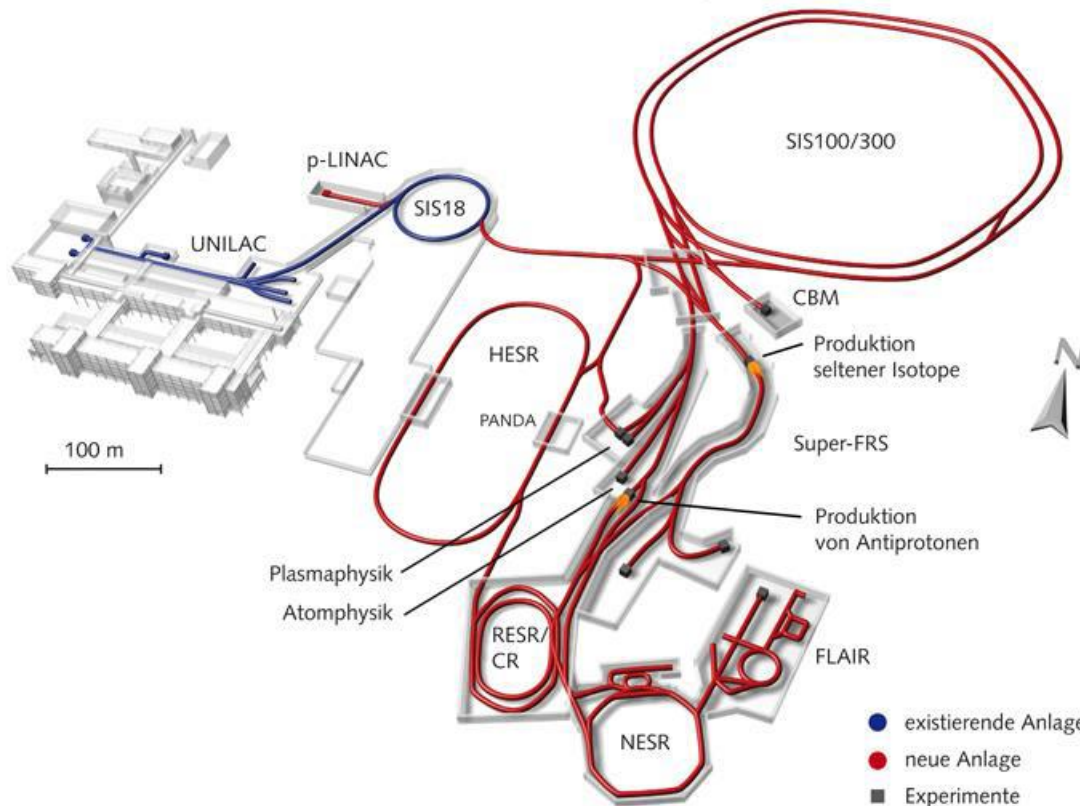 SIS100/300
p-LINAC
SIS18
UNILAC
CBM
N
HESR
Produktion
seltener Isotope
PANDA
100 m
Super-FRS
Produktion
von Antiprotonen
Plasmaphysik
Atomphysik
RESR/
CR
FLAIR
NESR
existierende Anlage
neue Anlage
Experimente